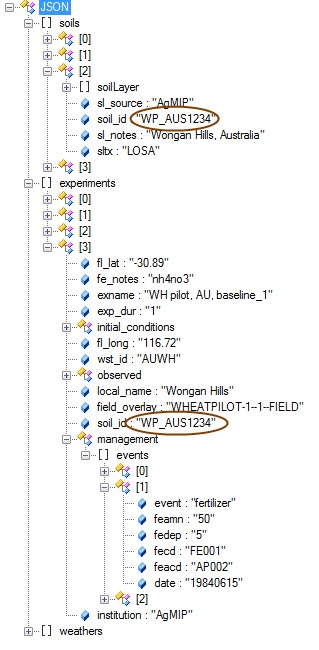 JSON
[ ] soils
[0]
[1]
[2]
[ ] soilLayer
sl_source : "AgMIP"
soil_id : "WP_AUS1234"
sl_notes : "Wongan Hills, Australia"
sltx : "LOSA"
[3]
[ ] experiments
[0]
[1]
[2]
[3]
fl_lat : "-30.89"
fe_notes : "nh4no3"
exname : "WH pilot, AU, baseline_1"
exp_dur : "1"
initial_conditions
fl_long : "116.72"
wst_id : "AUWH"
observed
local_name : "Wongan Hills"
field_overlay : "WHEATPILOT-1--1--FIELD"
soil_id : "WP_AUS1234"
management
[ ] events
[0]
[1]
event : "fertilizer"
feamn : "50"
fedep : "5"
fecd : "FE001"
feacd : "AP002"
date : "19840615"
[2]
institution : "AgMIP"
[ ] weathers